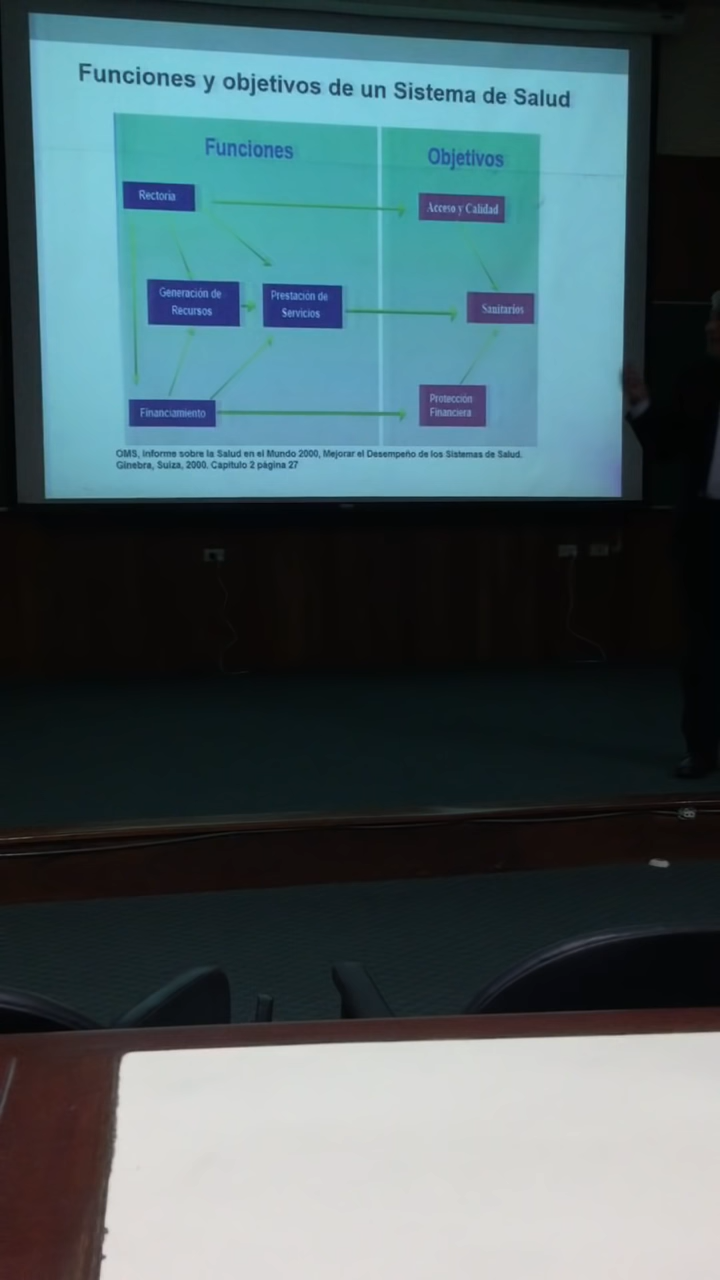 Funciones y objetivos de un Sistema de Salud
Funciones
Objetivos
Rectoría
Acceso y Calidad
Generación de
Recursos
Prestación de
Servicios
Sanitarios
Financiamiento
Protección
Financiera
OMS, Informe sobre la Salud en el Mundo 2000, Mejorar el Desempeño de los Sistemas de Salud.
Ginebra, Suiza, 2000. Capítulo 2 página 27